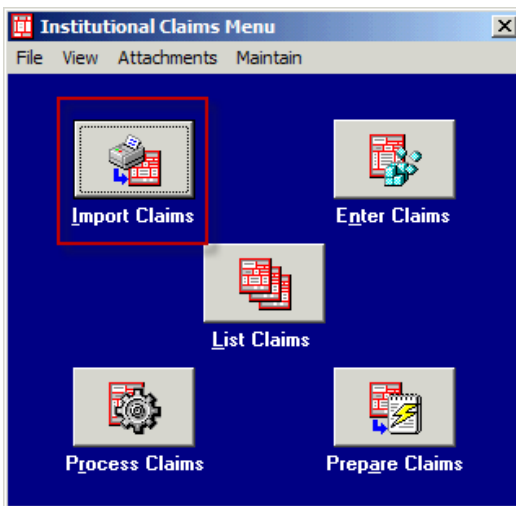 Institutional Claims Menu
File View Attachments Maintain
Import Claims
Enter Claims
List Claims
Process Claims
Prepare Claims